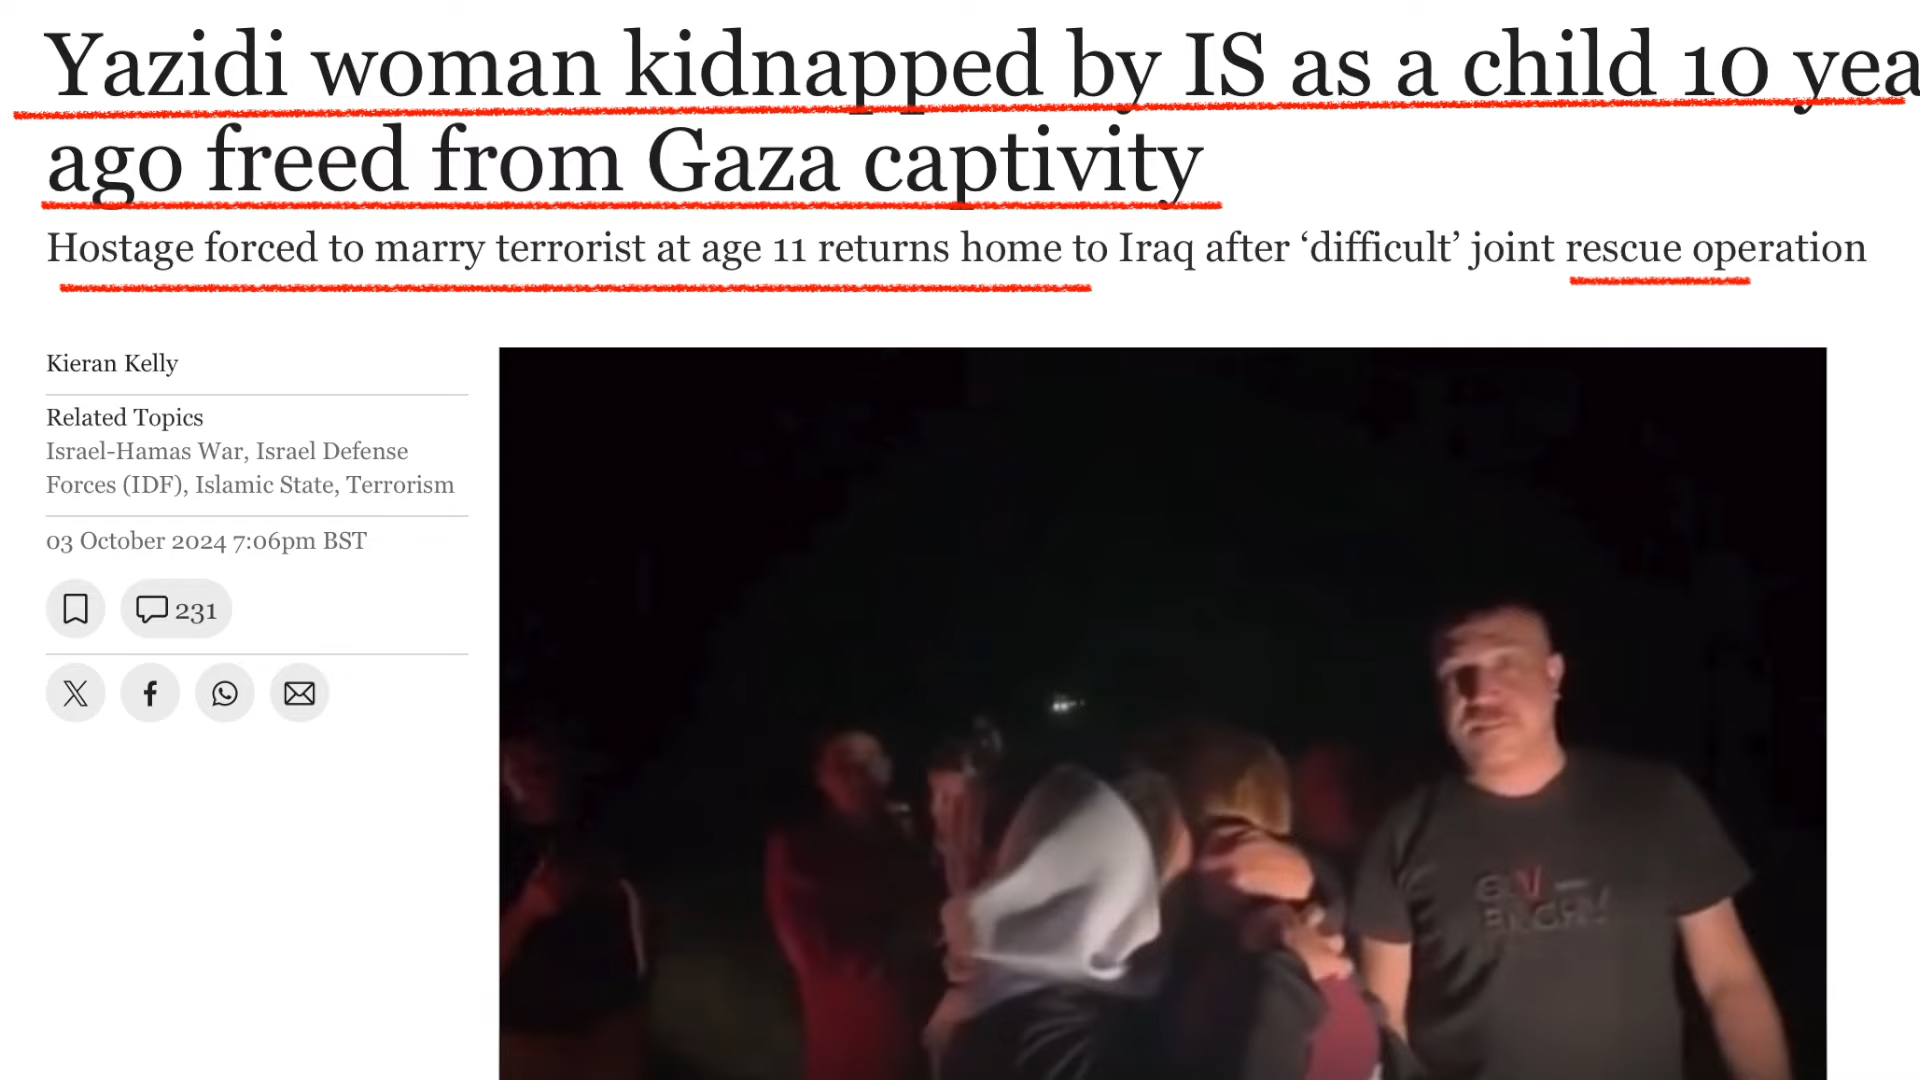 Yazidi woman kidnapped by IS as a child 10 yea
ago freed from Gaza captivity
Hostage forced to marry terrorist at age 11 returns home to Iraq after ‘difficult’ joint rescue operation
Kieran Kelly
Related Topics
Israel-Hamas War, Israel Defense
Forces (IDF), Islamic State, Terrorism
03 October 2024 7:06pm BST
231